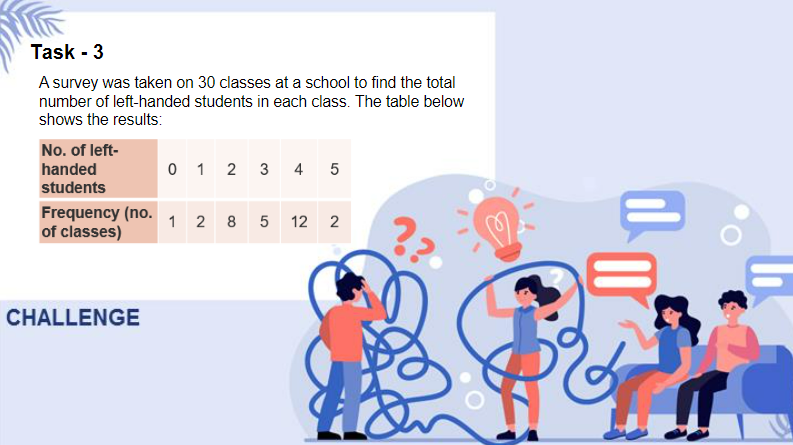 Task - 3
A survey was taken on 30 classes at a school to find the total
number of left-handed students in each class. The table below
shows the results:
No. of left-
handed
students
0 1 2 3 4 5
Frequency (no.
of classes)
1 2 8 5 12 2
??
?
CHALLENGE